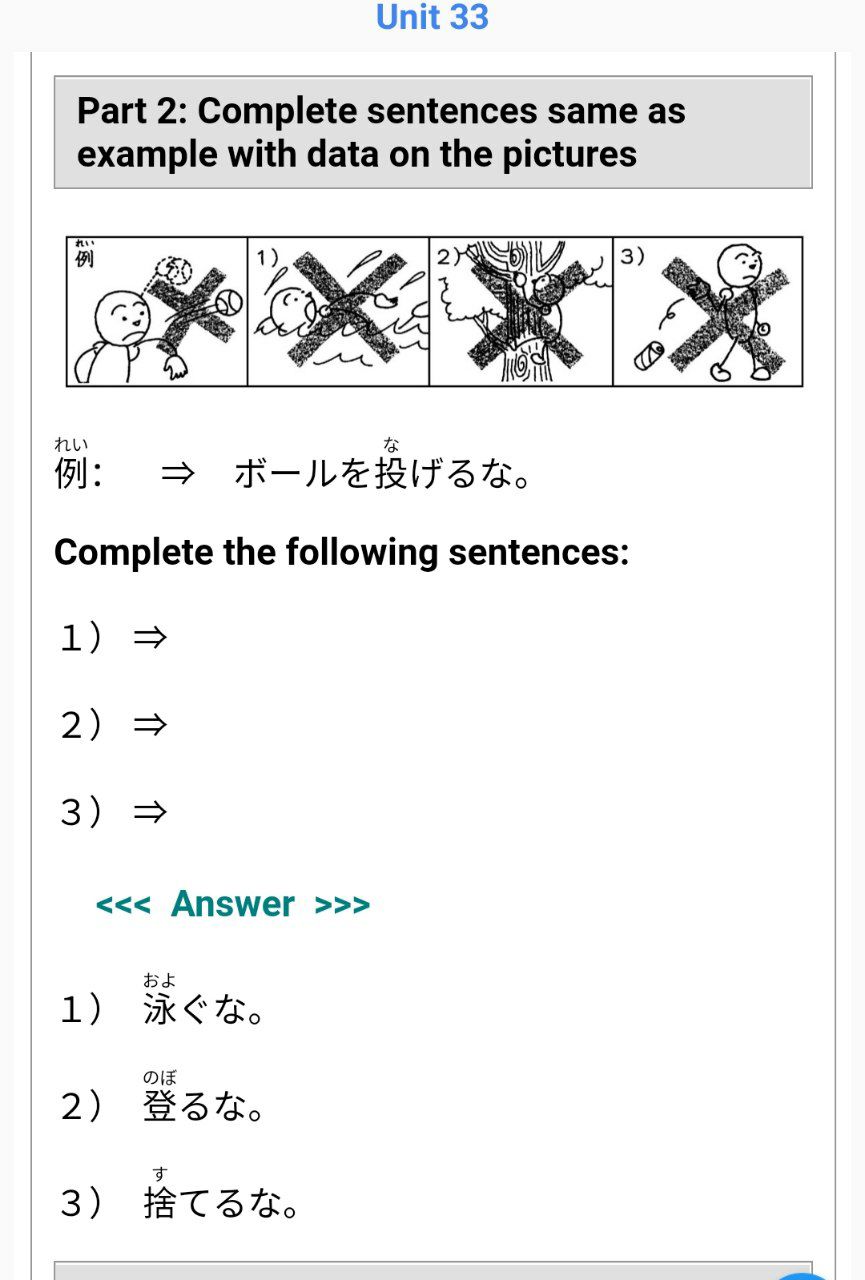 Unit 33
Part 2: Complete sentences same as
example with data on the pictures
れい
例
1)
2)
3)
れい な
例： ⇒ ボールを投げるな。
Complete the following sentences:
１） ⇒
２） ⇒
３） ⇒
<<< Answer >>>
およ
１） 泳ぐな。
のぼ
２） 登るな。
す
３） 捨てるな。